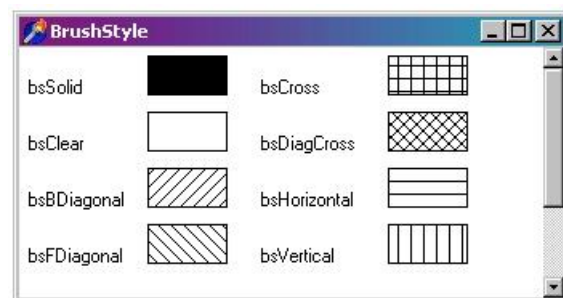 BrushStyle
bsSolid bsCross
bsClear bsDiagCross
bsBDiagonal bsHorizontal
bsFDiagonal bsVertical